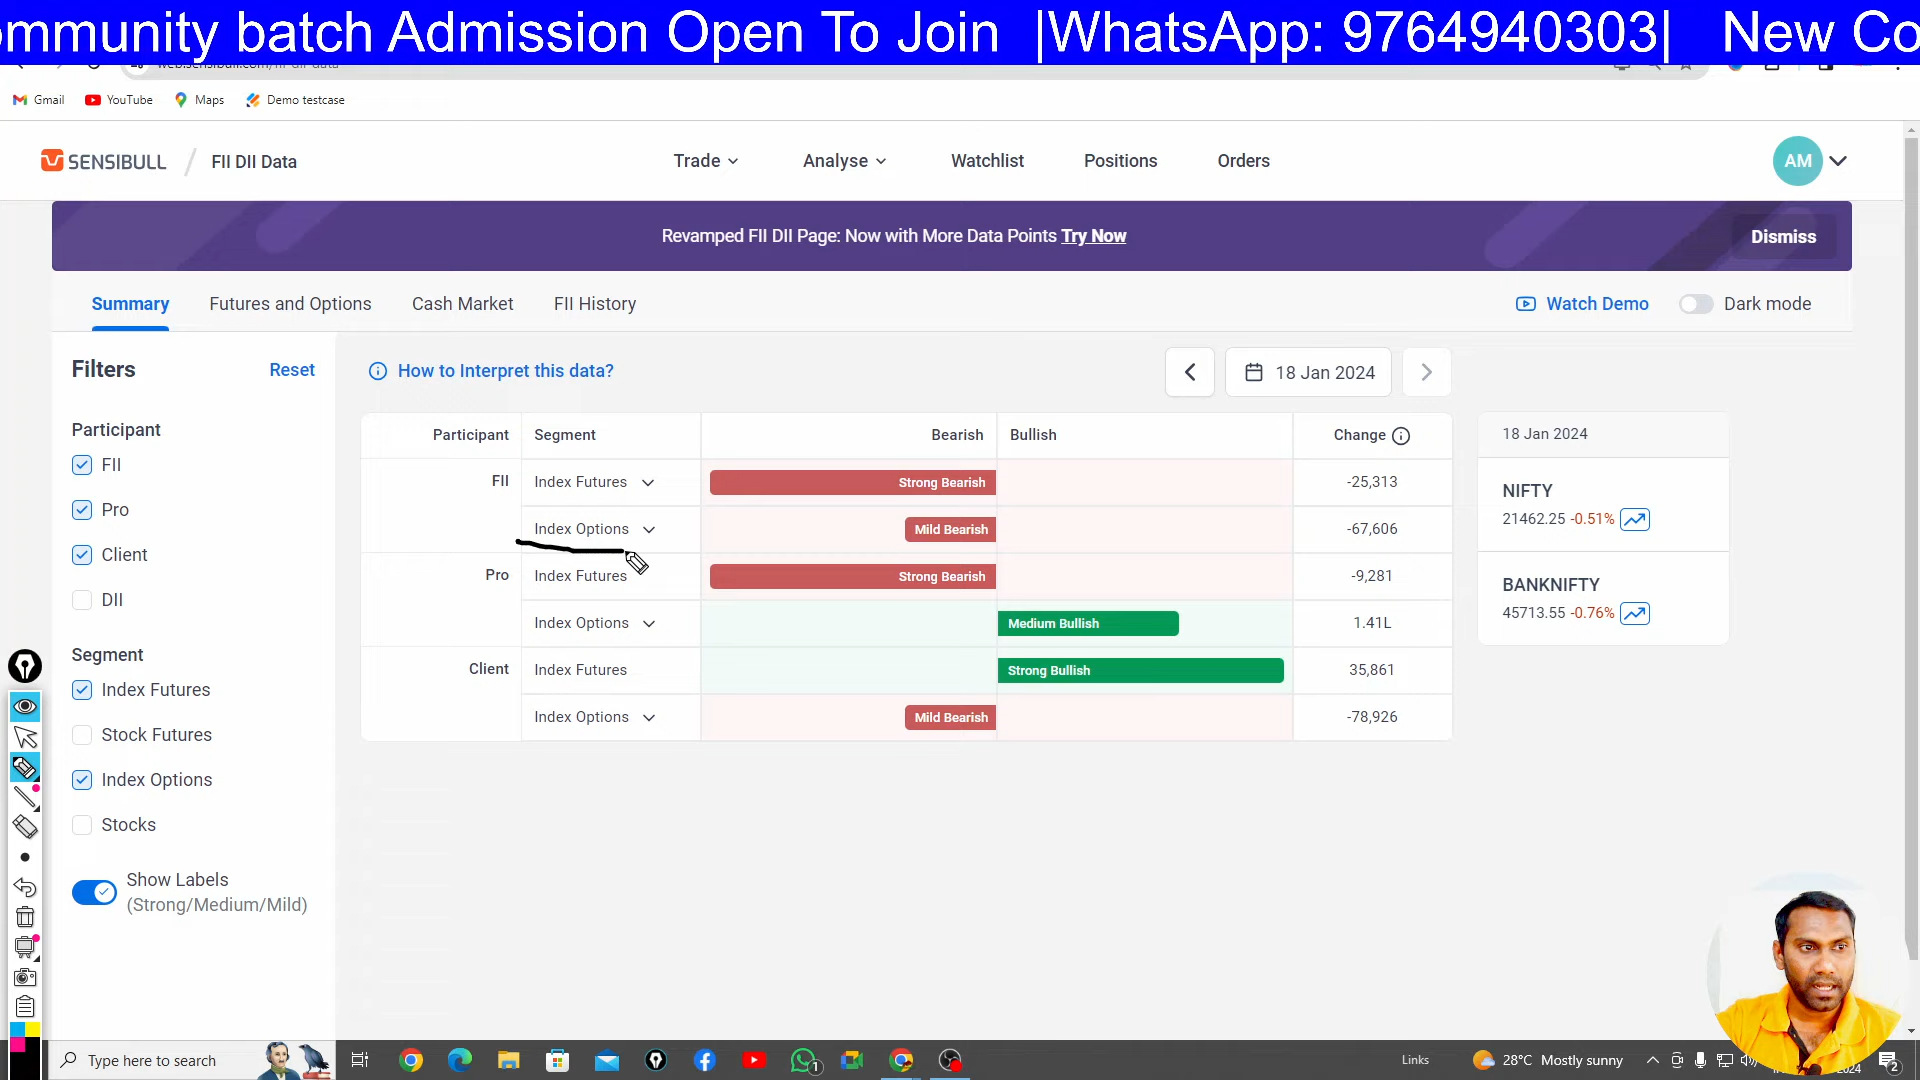 ommunity batch Admission Open To Join |WhatsApp: 9764940303| New Co
Gmail YouTube Maps Demo testcase
SENSIBULL / FII DII Data Trade Analyse Watchlist Positions Orders AM
Revamped FII DII Page: Now with More Data Points Try Now Dismiss
Summary Futures and Options Cash Market FII History Watch Demo Dark mode
Filters Reset
How to Interpret this data? 18 Jan 2024
Participant
FII
Pro
Client
DII
Segment
Index Futures
Stock Futures
Index Options
Stocks
Show Labels
(Strong/Medium/Mild)
Participant Segment Bearish Bullish Change
FII Index Futures Strong Bearish -25,313
Index Options Mild Bearish -67,606
Pro Index Futures Strong Bearish -9,281
Index Options Medium Bullish 1.41L
Client Index Futures Strong Bullish 35,861
Index Options Mild Bearish -78,926
18 Jan 2024
NIFTY
21462.25 -0.51%
BANKNIFTY
45713.55 -0.76%
Type here to search 1 Links 28°C Mostly sunny 2